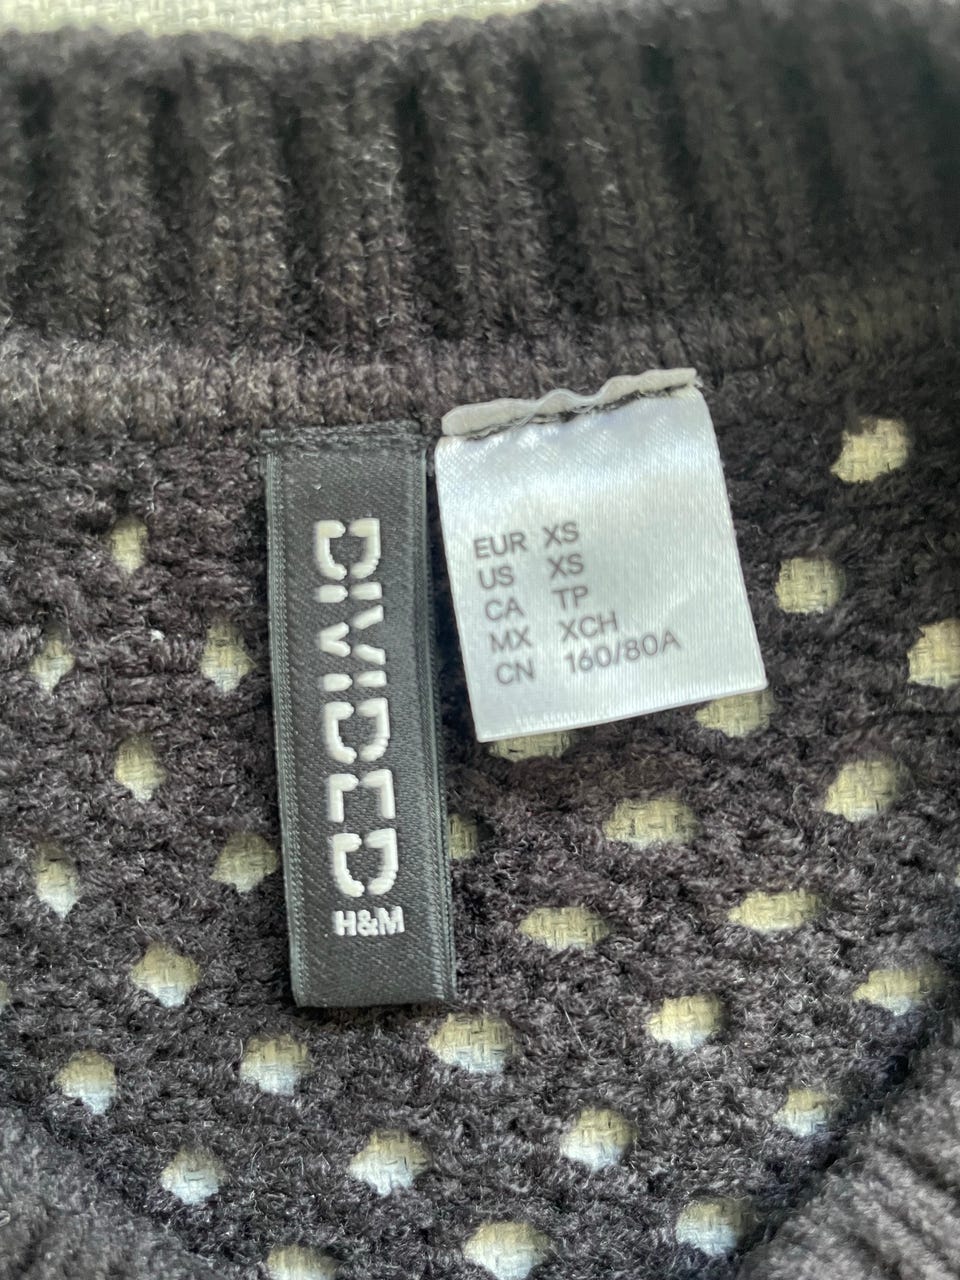 DIVIDED
H&M
EUR XS
US XS
CA TP
MX XCH
CN 160/80A